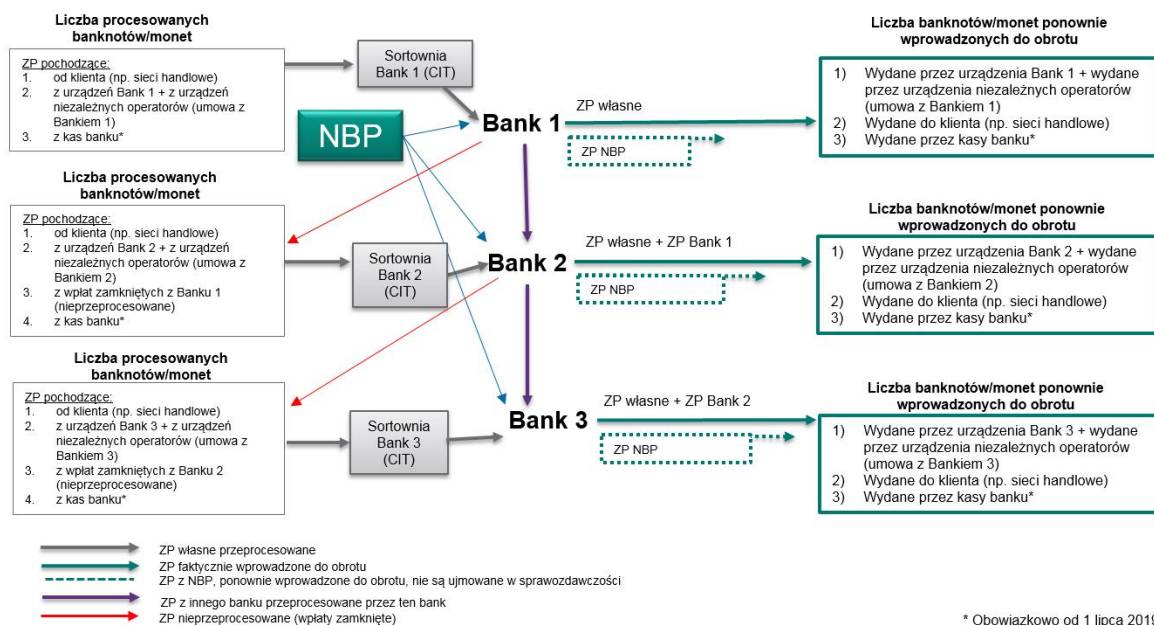 Liczba procesowanych
banknotów/monet
ZP pochodzące:
1. od klienta (np. sieci handlowe)
2. z urządzeń Bank 1 + z urządzeń
niezależnych operatorów (umowa z
Bankiem 1)
3. z kas banku*
Sortownia
Bank 1 (CIT)
NBP
Bank 1
ZP własne
ZP NBP
Liczba banknotów/monet ponownie
wprowadzonych do obrotu
1) Wydane przez urządzenia Bank 1 + wydane
przez urządzenia niezależnych operatorów
(umowa z Bankiem 1)
2) Wydane do klienta (np. sieci handlowe)
3) Wydane przez kasy banku*
Liczba procesowanych
banknotów/monet
ZP pochodzące:
1. od klienta (np. sieci handlowe)
2. z urządzeń Bank 2 + z urządzeń
niezależnych operatorów (umowa z
Bankiem 2)
3. z wpłat zamkniętych z Banku 1
(nieprzeprocesowane)
4. z kas banku*
Sortownia
Bank 2
(CIT)
Bank 2
ZP własne + ZP Bank 1
ZP NBP
Liczba banknotów/monet ponownie
wprowadzonych do obrotu
1) Wydane przez urządzenia Bank 2 + wydane
przez urządzenia niezależnych operatorów
(umowa z Bankiem 2)
2) Wydane do klienta (np. sieci handlowe)
3) Wydane przez kasy banku*
Liczba procesowanych
banknotów/monet
ZP pochodzące:
1. od klienta (np. sieci handlowe)
2. z urządzeń Bank 3 + z urządzeń
niezależnych operatorów (umowa z
Bankiem 3)
3. z wpłat zamkniętych z Banku 2
(nieprzeprocesowane)
4. z kas banku*
Sortownia
Bank 3
(CIT)
Bank 3
ZP własne + ZP Bank 2
ZP NBP
Liczba banknotów/monet ponownie
wprowadzonych do obrotu
1) Wydane przez urządzenia Bank 3 + wydane
przez urządzenia niezależnych operatorów
(umowa z Bankiem 3)
2) Wydane do klienta (np. sieci handlowe)
3) Wydane przez kasy banku*
ZP własne przeprocesowane
ZP faktycznie wprowadzone do obrotu
ZP z NBP, ponownie wprowadzone do obrotu, nie są ujmowane w sprawozdawczości
ZP z innego banku przeprocesowane przez ten bank
ZP nieprzeprocesowane (wpłaty zamknięte)
* Obowiązkowo od 1 lipca 2019